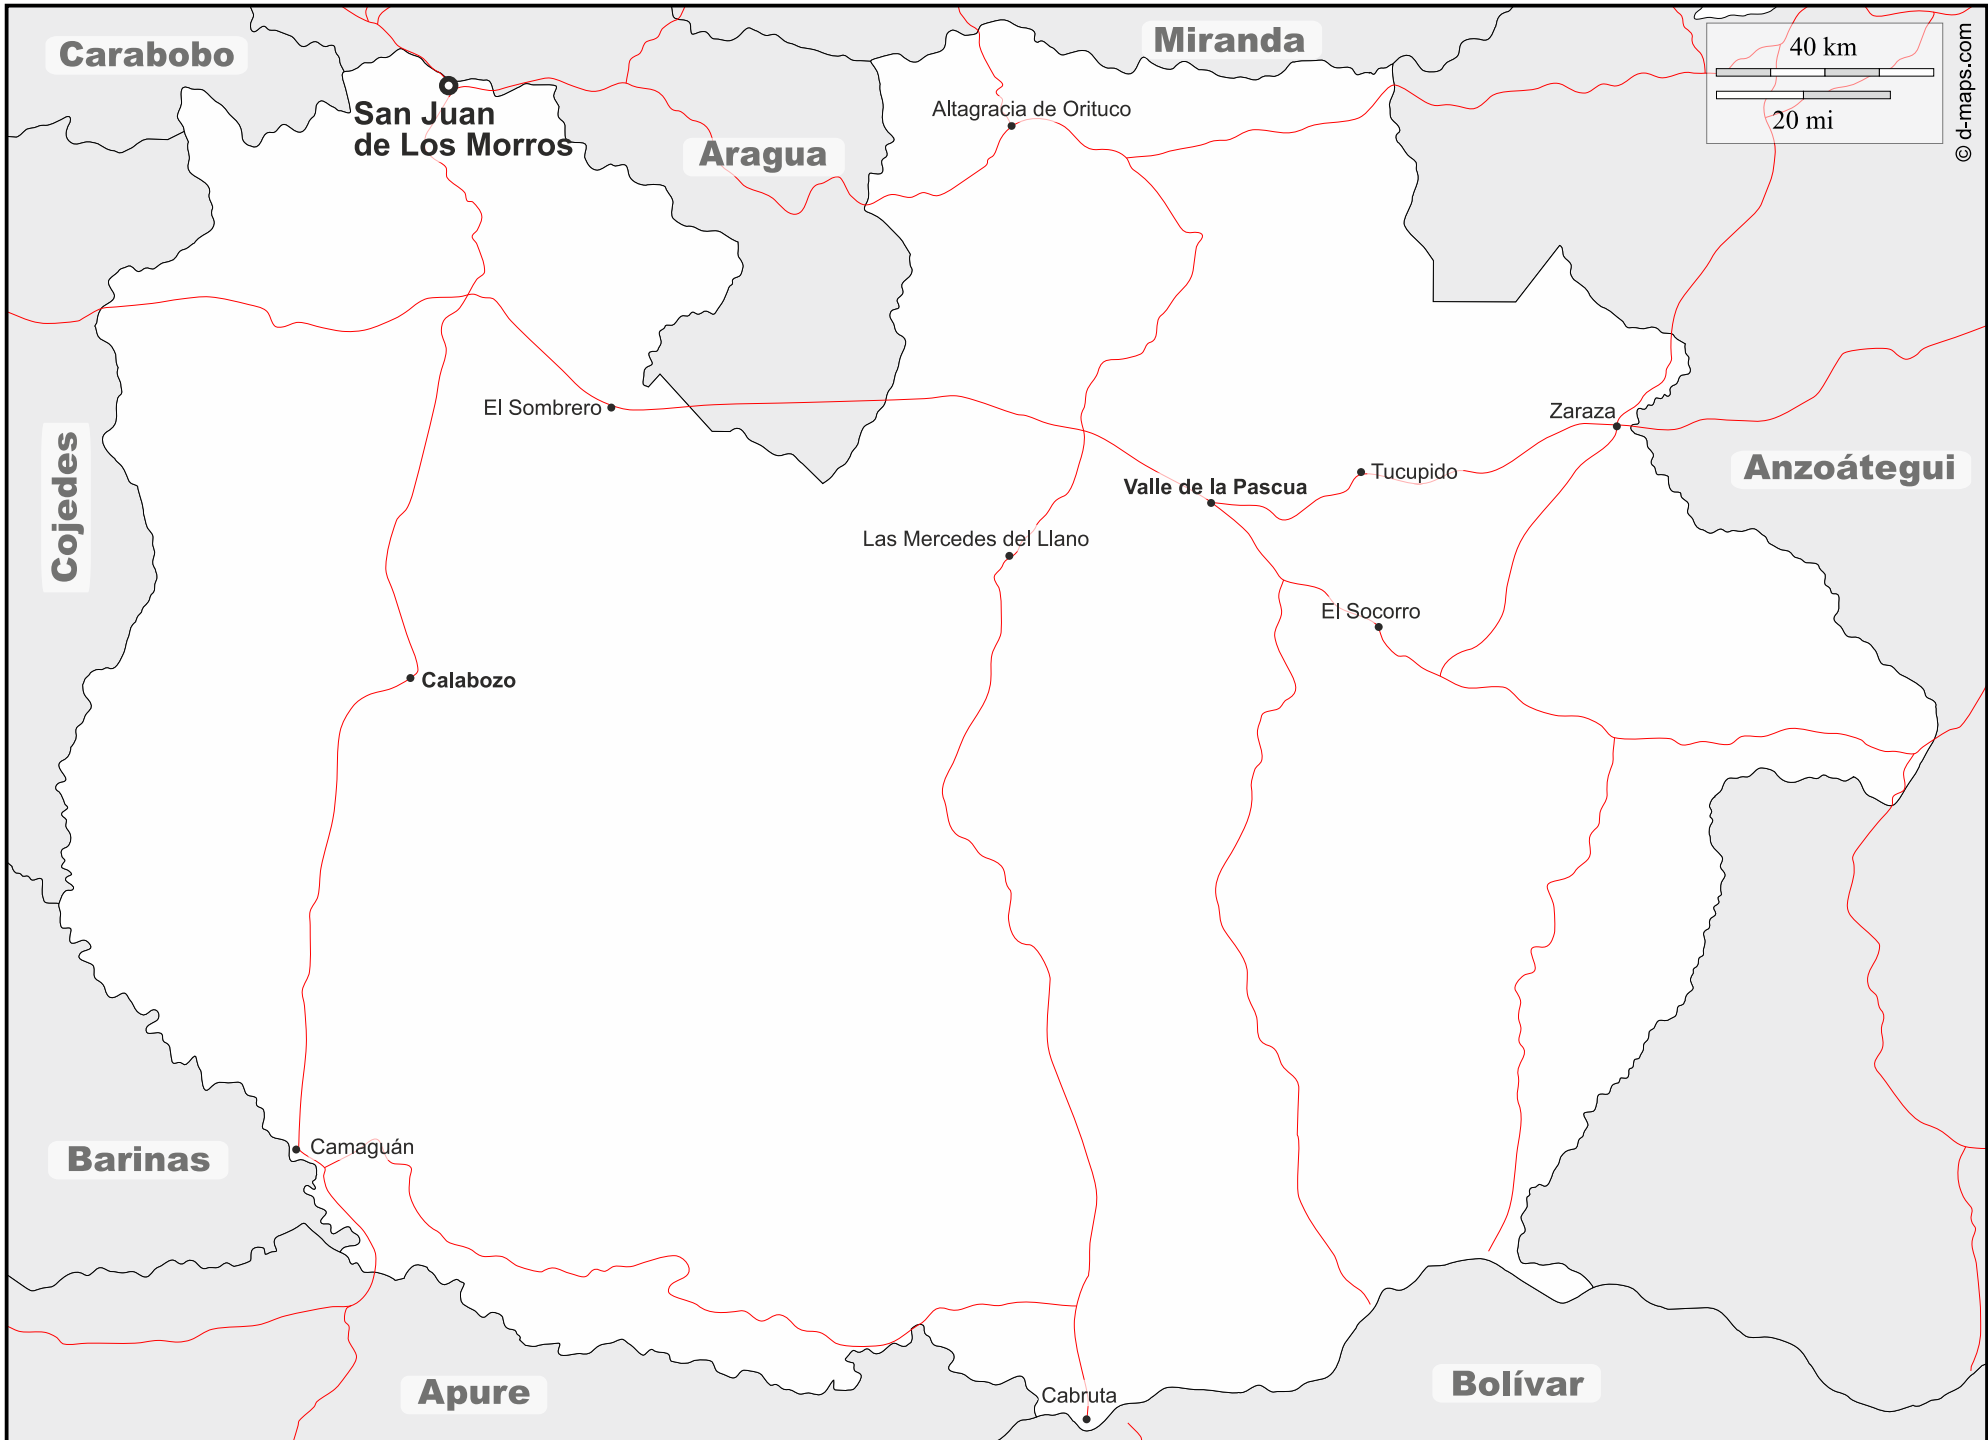 Carabobo
Miranda
40 km
20 mi
© d-maps.com
San Juan
de Los Morros
Altagracia de Orituco
Aragua
El Sombrero
Zaraza
Cojedes
Tucupido
Anzoátegui
Valle de la Pascua
Las Mercedes del Llano
El Socorro
Calabozo
Camaguán
Barinas
Apure
Cabruta
Bolívar